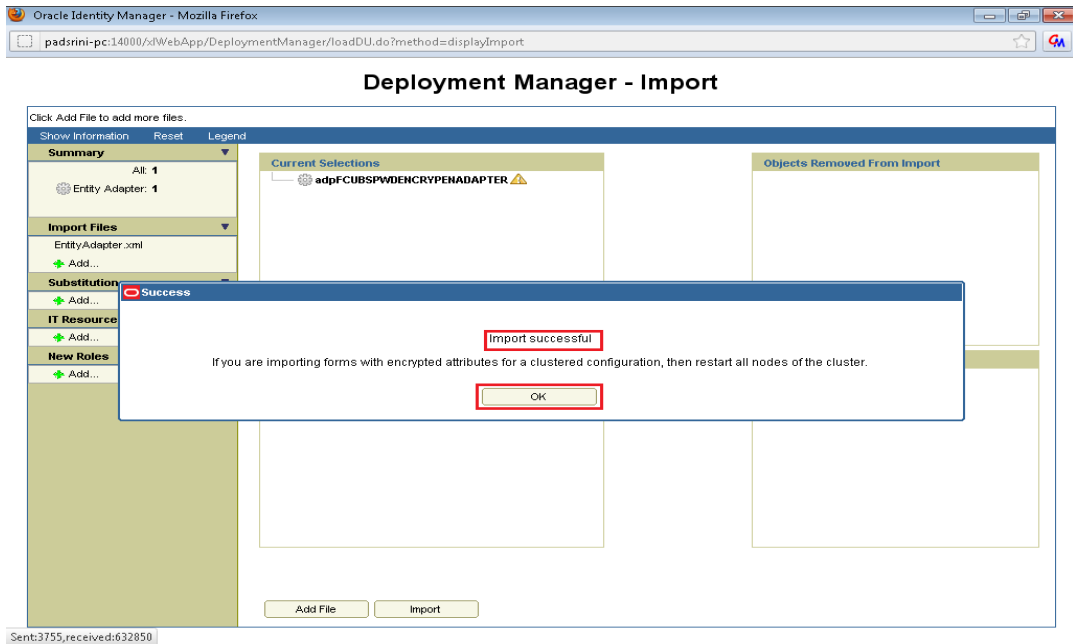 Oracle Identity Manager - Mozilla Firefox
padsrini-pc:14000/xlWebApp/DeploymentManager/loadDU.do?method=displayImport
Deployment Manager - Import
Click Add File to add more files.
Show Information Reset Legend
Summary
All: 1
Entity Adapter: 1
Import Files
EntityAdapter.xml
Add...
Substitution
Add...
IT Resource
Add...
New Roles
Add...
Current Selections
adpFCUBSPWDENCRYPENADAPTER
Objects Removed From Import
Success
Import successful
If you are importing forms with encrypted attributes for a clustered configuration, then restart all nodes of the cluster.
OK
Add File Import
Sent:3755,received:632850